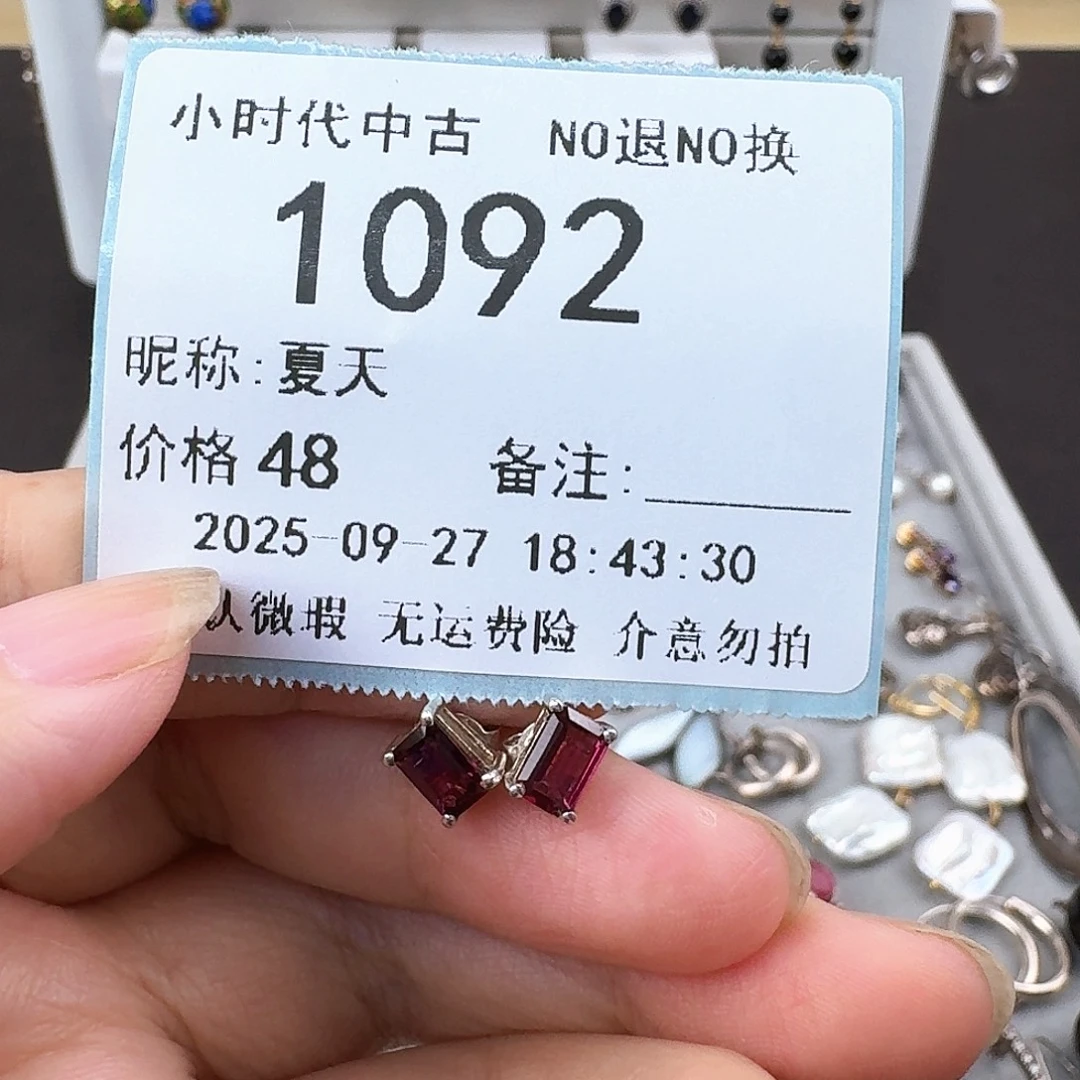 小时代中古 NO退NO换
1092
昵称:夏天
价格 48 备注:
2025-09-27 18:43:30
微瑕 无运费险 介意勿拍